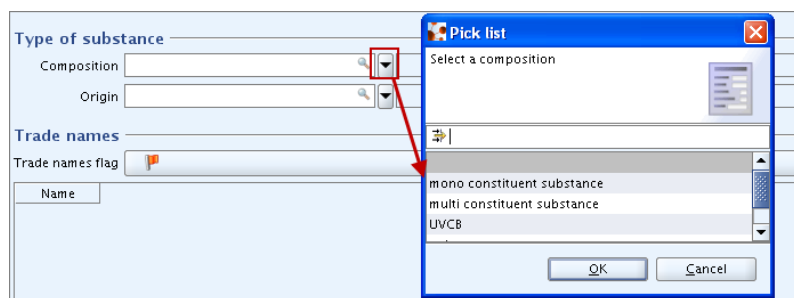 Type of substance
Composition
Origin
Trade names
Trade names flag
Name
Pick list
Select a composition
mono constituent substance
multi constituent substance
UVCB
OK
Cancel